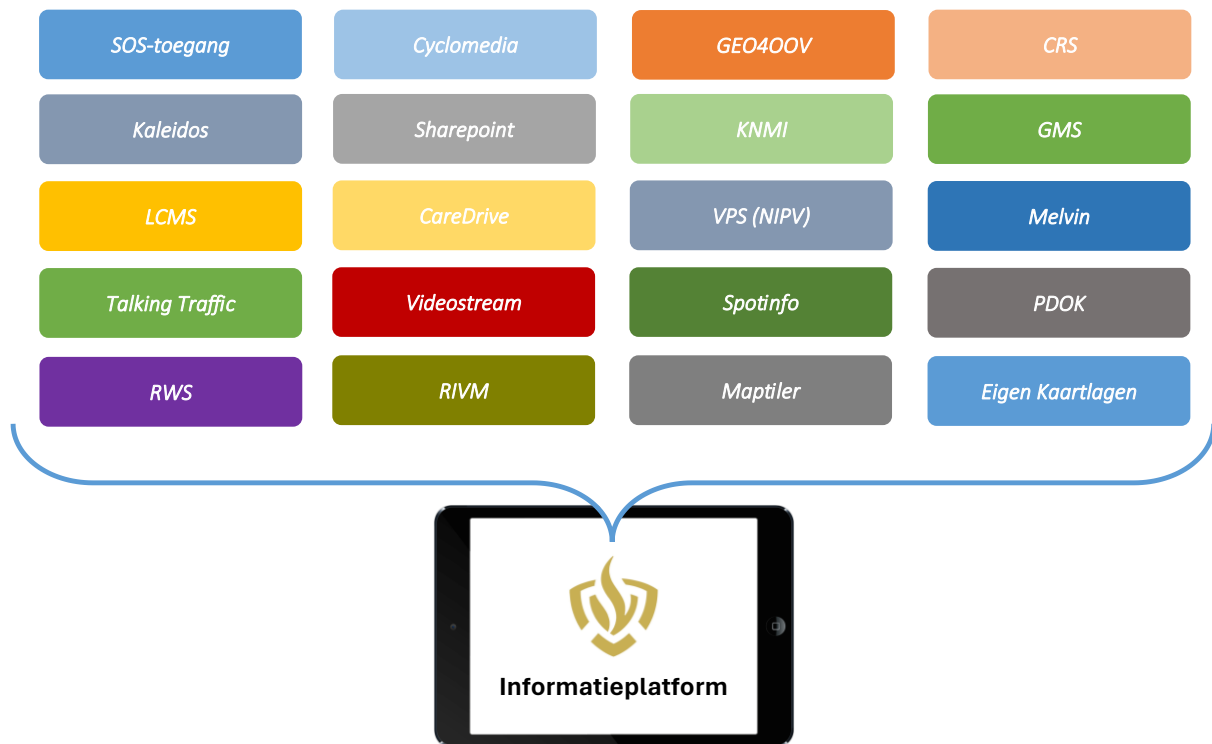 SOS-toegang
Cyclomedia
GEO4OOV
CRS
Kaleidos
Sharepoint
KNMI
GMS
LCMS
CareDrive
VPS (NIPV)
Melvin
Talking Traffic
Videostream
Spotinfo
PDOK
RWS
RIVM
Maptiler
Eigen Kaartlagen
Informatieplatform